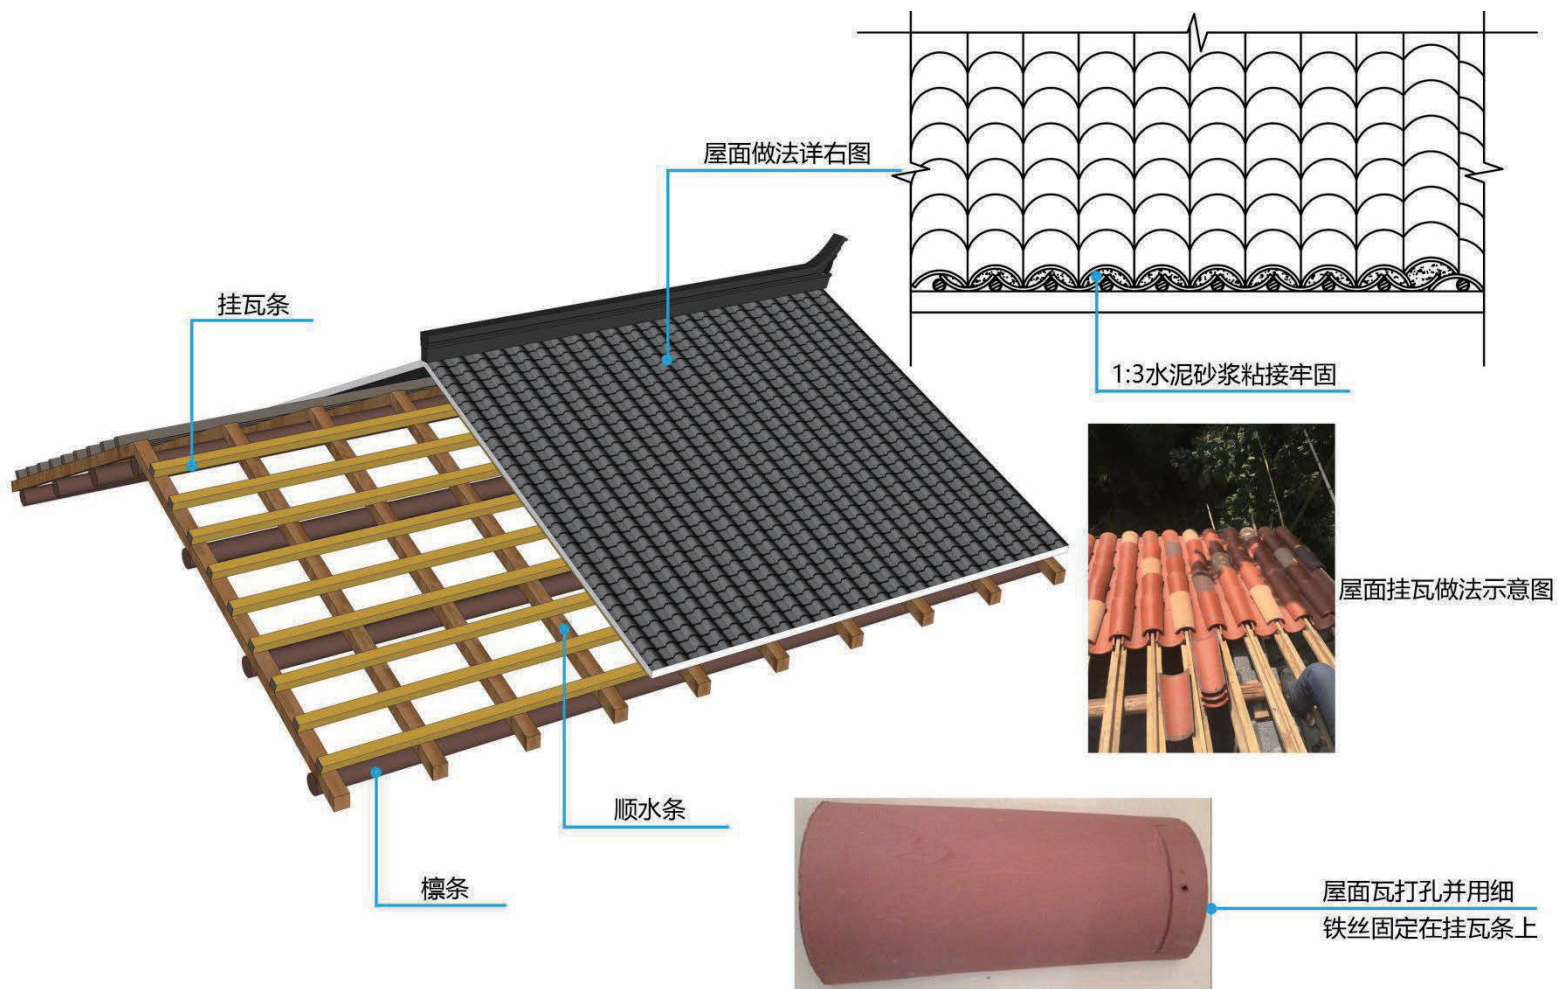 屋面做法详右图
挂瓦条
1:3水泥砂浆粘接牢固
屋面挂瓦做法示意图
顺水条
檩条
屋面瓦打孔并用细
铁丝固定在挂瓦条上